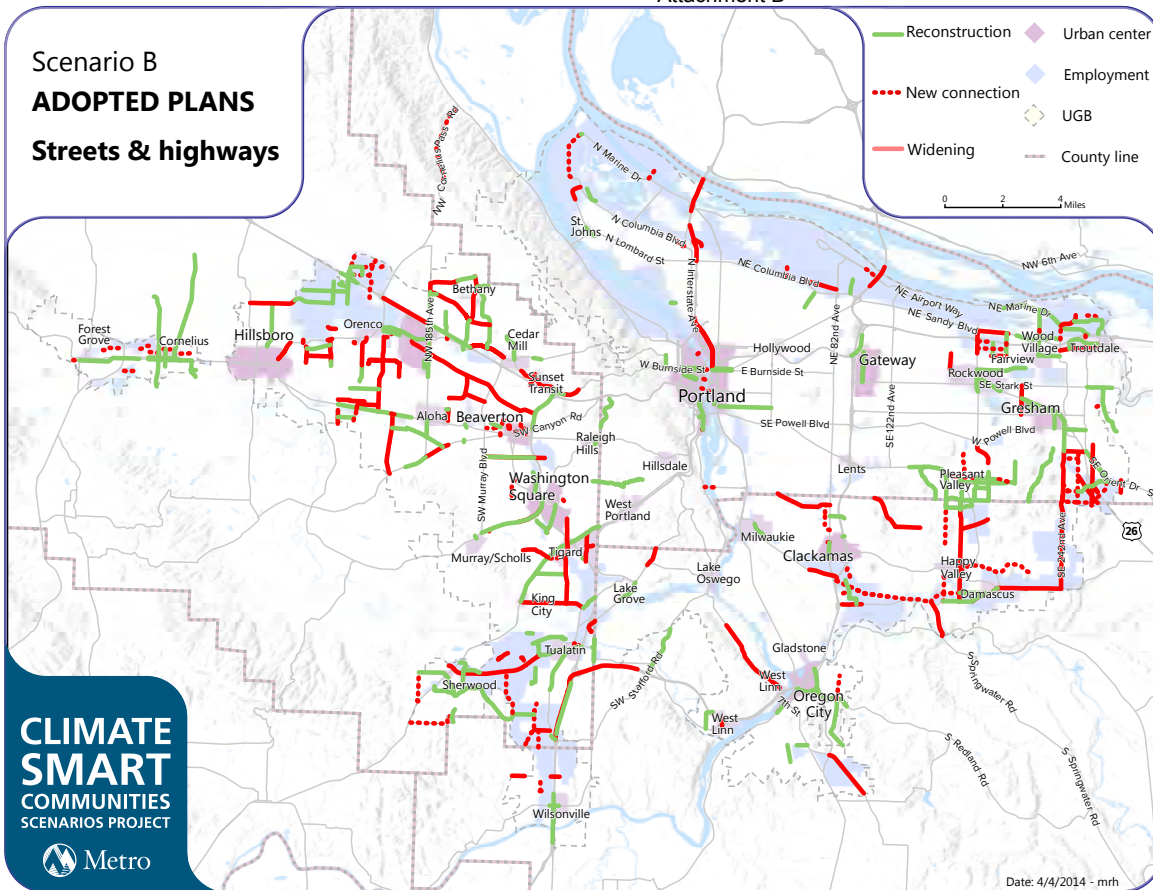 Attachment B
Scenario B
ADOPTED PLANS
Streets & highways
Reconstruction
New connection
Widening
Urban center
Employment
UGB
County line
0 2 4
Miles
NW Cornelius Pass Rd
N Marine Dr
St.
Johns
N Columbia Blvd
N Lombard St
N Interstate Ave
NE Columbia Blvd
NW 6th Ave
NE Airport Way
NE Marine Dr
NE Sandy Blvd
NE 82nd Ave
Forest
Grove
Cornelius
Hillsboro
Orenco
NW 185th Ave
Bethany
Cedar
Mill
Sunset
Transit
W Burnside St
E Burnside St
Hollywood
Portland
Gateway
Wood
Village
Troutdale
Fairview
Rockwood
SE Stark St
Gresham
Aloha
Beaverton
SW Canyon Rd
Raleigh
Hills
SE Powell Blvd
SE 122nd Ave
W Powell Blvd
SW Murray Blvd
Washington
Square
Hillsdale
Lents
Pleasant
Valley
SE Orient Dr
S
26
West
Portland
Milwaukie
Clackamas
Murray/Scholls
Tigard
Lake
Oswego
Happy
Valley
SE 242nd Ave
King
City
Lake
Grove
Damascus
Tualatin
Sherwood
SW Stafford Rd
Gladstone
West
Linn
Oregon
City
7th St
West
Linn
S Springwater Rd
S Redland Rd
S Springwater Rd
Wilsonville
CLIMATE
SMART
COMMUNITIES
SCENARIOS PROJECT
Metro
Date: 4/4/2014 - mrh